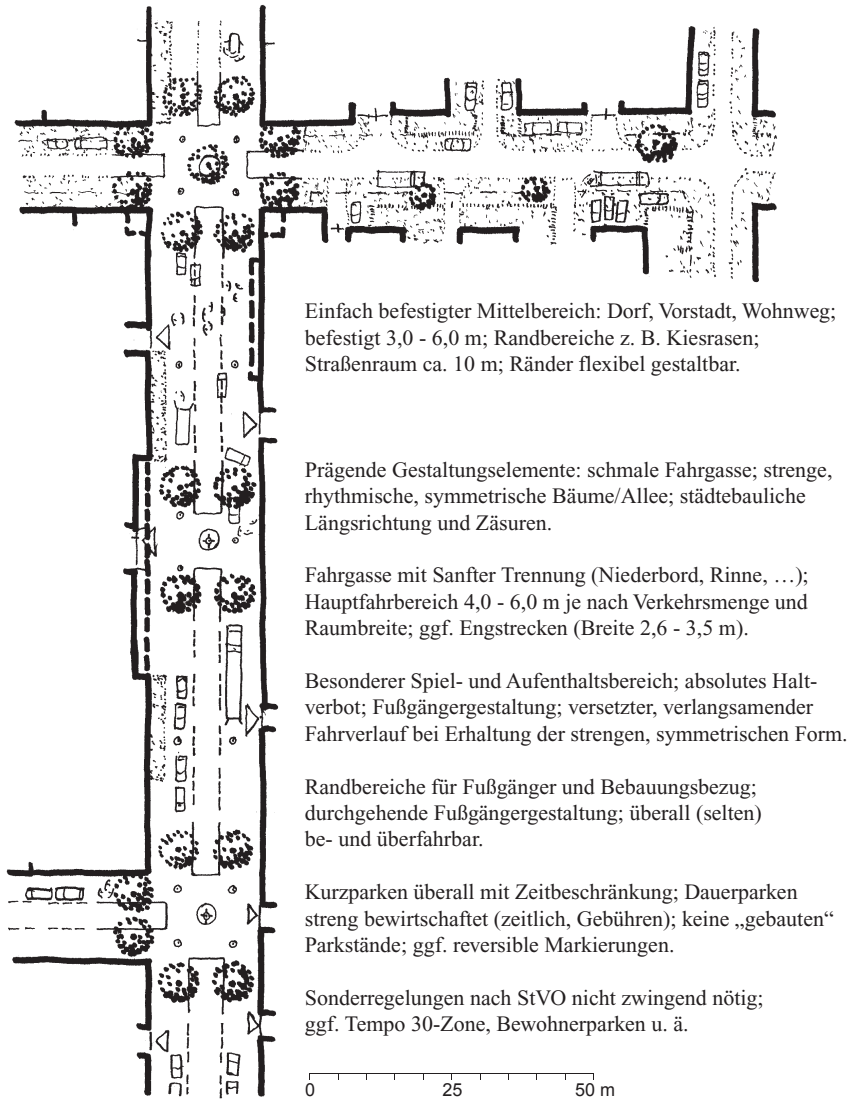 Einfach befestigter Mittelbereich: Dorf, Vorstadt, Wohnweg;
befestigt 3,0 - 6,0 m; Randbereiche z. B. Kiesrasen;
Straßenraum ca. 10 m; Ränder flexibel gestaltbar.
Prägende Gestaltungselemente: schmale Fahrgasse; strenge,
rhythmische, symmetrische Bäume/Allee; städtebauliche
Längsrichtung und Zäsuren.
Fahrgasse mit Sanfter Trennung (Niederbord, Rinne, …);
Hauptfahrbereich 4,0 - 6,0 m je nach Verkehrsmenge und
Raumbreite; ggf. Engstrecken (Breite 2,6 - 3,5 m).
Besonderer Spiel- und Aufenthaltsbereich; absolutes Halt-
verbot; Fußgängergestaltung; versetzter, verlangsamender
Fahrverlauf bei Erhaltung der strengen, symmetrischen Form.
Randbereiche für Fußgänger und Bebauungsbezug;
durchgehende Fußgängergestaltung; überall (selten)
be- und überfahrbar.
Kurzparken überall mit Zeitbeschränkung; Dauerparken
streng bewirtschaftet (zeitlich, Gebühren); keine „gebauten“
Parkstände; ggf. reversible Markierungen.
Sonderregelungen nach StVO nicht zwingend nötig;
ggf. Tempo 30-Zone, Bewohnerparken u. ä.
0 25 50 m